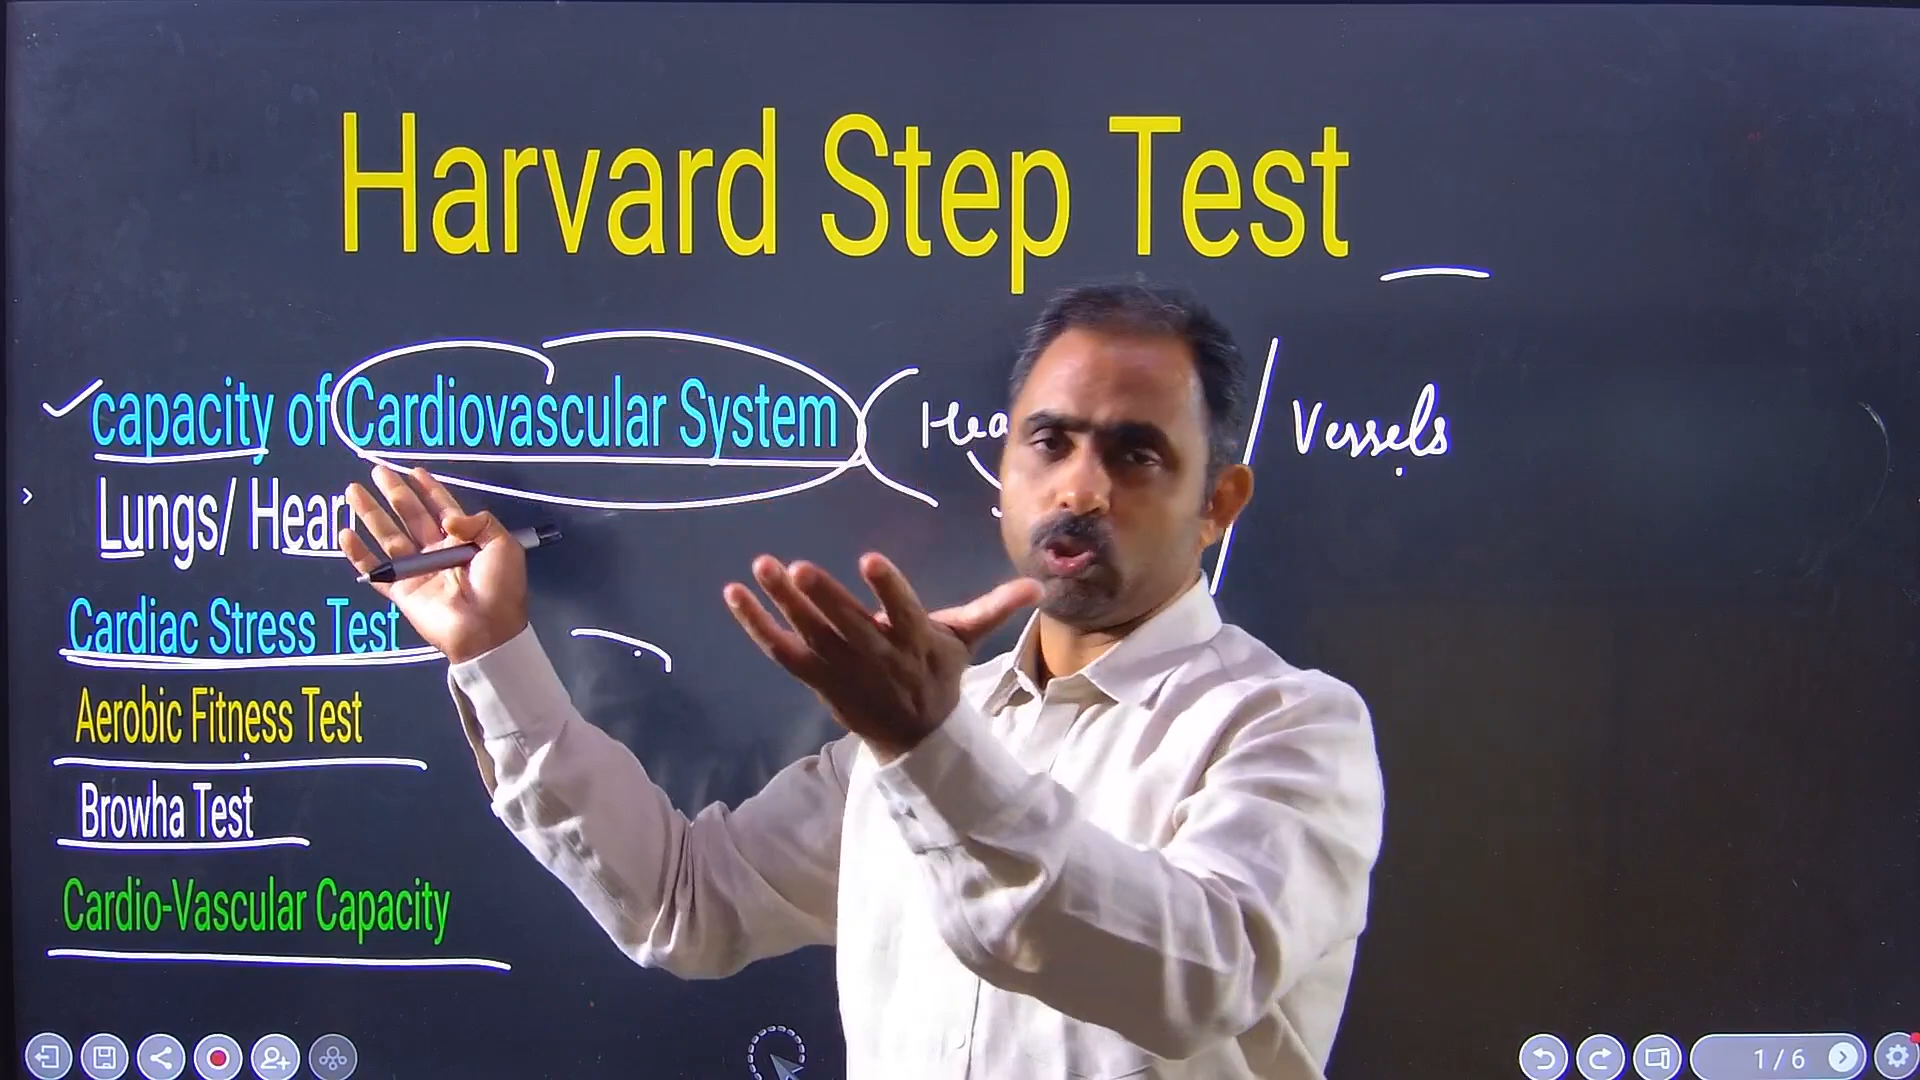 Harvard Step Test
capacity of Cardiovascular System Vessels
Lungs/ Heart
Cardiac Stress Test
Aerobic Fitness Test
Browha Test
Cardio-Vascular Capacity
1 / 6